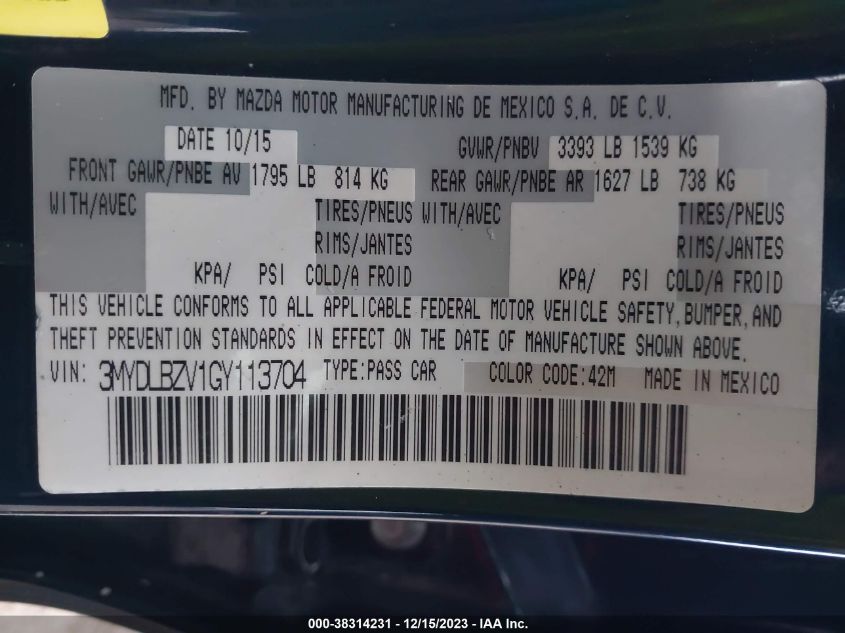 MFD. BY MAZDA MOTOR MANUFACTURING DE MEXICO S.A. DE C.V.
DATE 10/15 GVWR/PNBV 3393 LB 1539 KG
FRONT GAWR/PNBE AV 1795 LB 814 KG REAR GAWR/PNBE AR 1627 LB 738 KG
WITH/AVEC TIRES/PNEUS WITH/AVEC TIRES/PNEUS
RIMS/JANTES RIMS/JANTES
KPA/ PSI COLD/A FROID KPA/ PSI COLD/A FROID
THIS VEHICLE CONFORMS TO ALL APPLICABLE FEDERAL MOTOR VEHICLE SAFETY, BUMPER, AND
THEFT PREVENTION STANDARDS IN EFFECT ON THE DATE OF MANUFACTURE SHOWN ABOVE.
VIN: 3MYDLBZV1GY113704 TYPE:PASS CAR COLOR CODE:42M MADE IN MEXICO
000-38314231 - 12/15/2023 - IAA Inc.